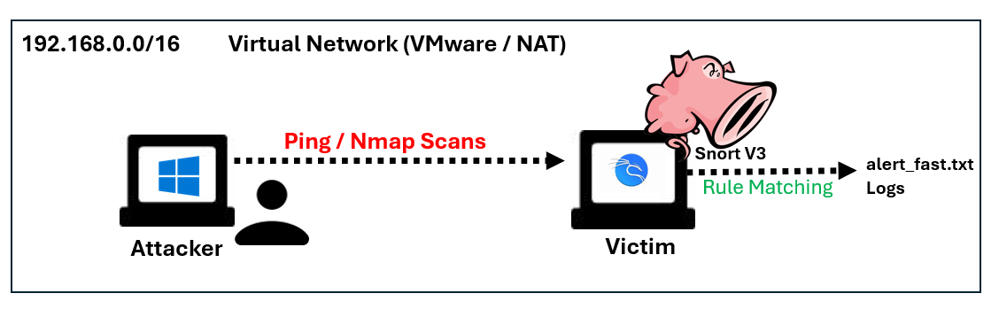 192.168.0.0/16 Virtual Network (VMware / NAT)
Ping / Nmap Scans
Snort V3
alert_fast.txt
Rule Matching
Logs
Attacker
Victim